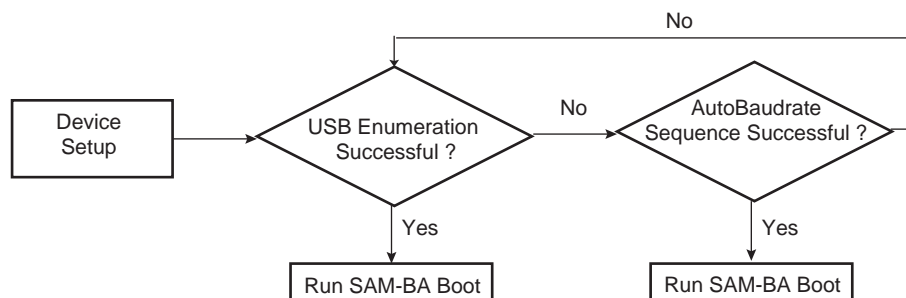 No
Device
Setup
USB Enumeration
Successful ?
No
AutoBaudrate
Sequence Successful ?
Yes
Yes
Run SAM-BA Boot
Run SAM-BA Boot